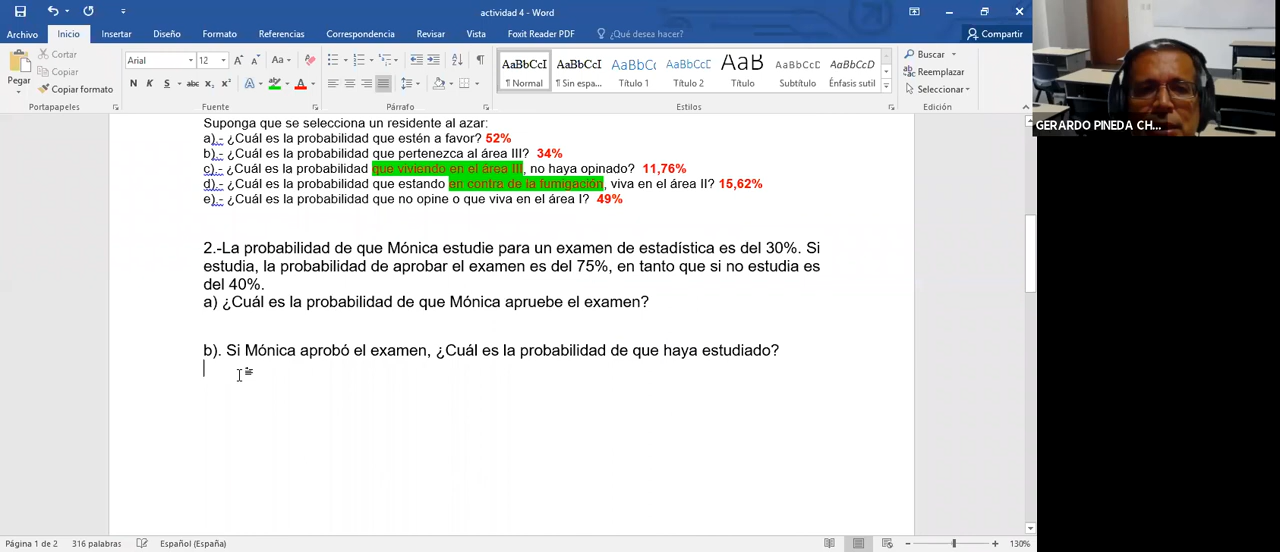 actividad 4 - Word
Archivo Inicio Insertar Diseño Formato Referencias Correspondencia Revisar Vista Foxit Reader PDF ¿Qué desea hacer? Compartir
Pegar
Cortar
Copiar
Copiar formato
Portapapeles
Arial 12
Fuente
Párrafo
AaBbCcI AaBbCcI AaBbC AaBbCcI AaB AaBbCcC AaBbCcC
¶ Normal ¶ Sin espa... Título 1 Título 2 Título Subtítulo Énfasis sutil
Estilos
Buscar
Reemplazar
Seleccionar
Edición
GERARDO PINEDA CH...
Suponga que se selecciona un residente al azar:
a).- ¿Cuál es la probabilidad que estén a favor? 52%
b).- ¿Cuál es la probabilidad que pertenezca al área III? 34%
c).- ¿Cuál es la probabilidad que viviendo en el área III, no haya opinado? 11,76%
d).- ¿Cuál es la probabilidad que estando en contra de la fumigación, viva en el área II? 15,62%
e).- ¿Cuál es la probabilidad que no opine o que viva en el área I? 49%
2.-La probabilidad de que Mónica estudie para un examen de estadística es del 30%. Si
estudia, la probabilidad de aprobar el examen es del 75%, en tanto que si no estudia es
del 40%.
a) ¿Cuál es la probabilidad de que Mónica apruebe el examen?
b). Si Mónica aprobó el examen, ¿Cuál es la probabilidad de que haya estudiado?
Página 1 de 2 316 palabras Español (España) 130%